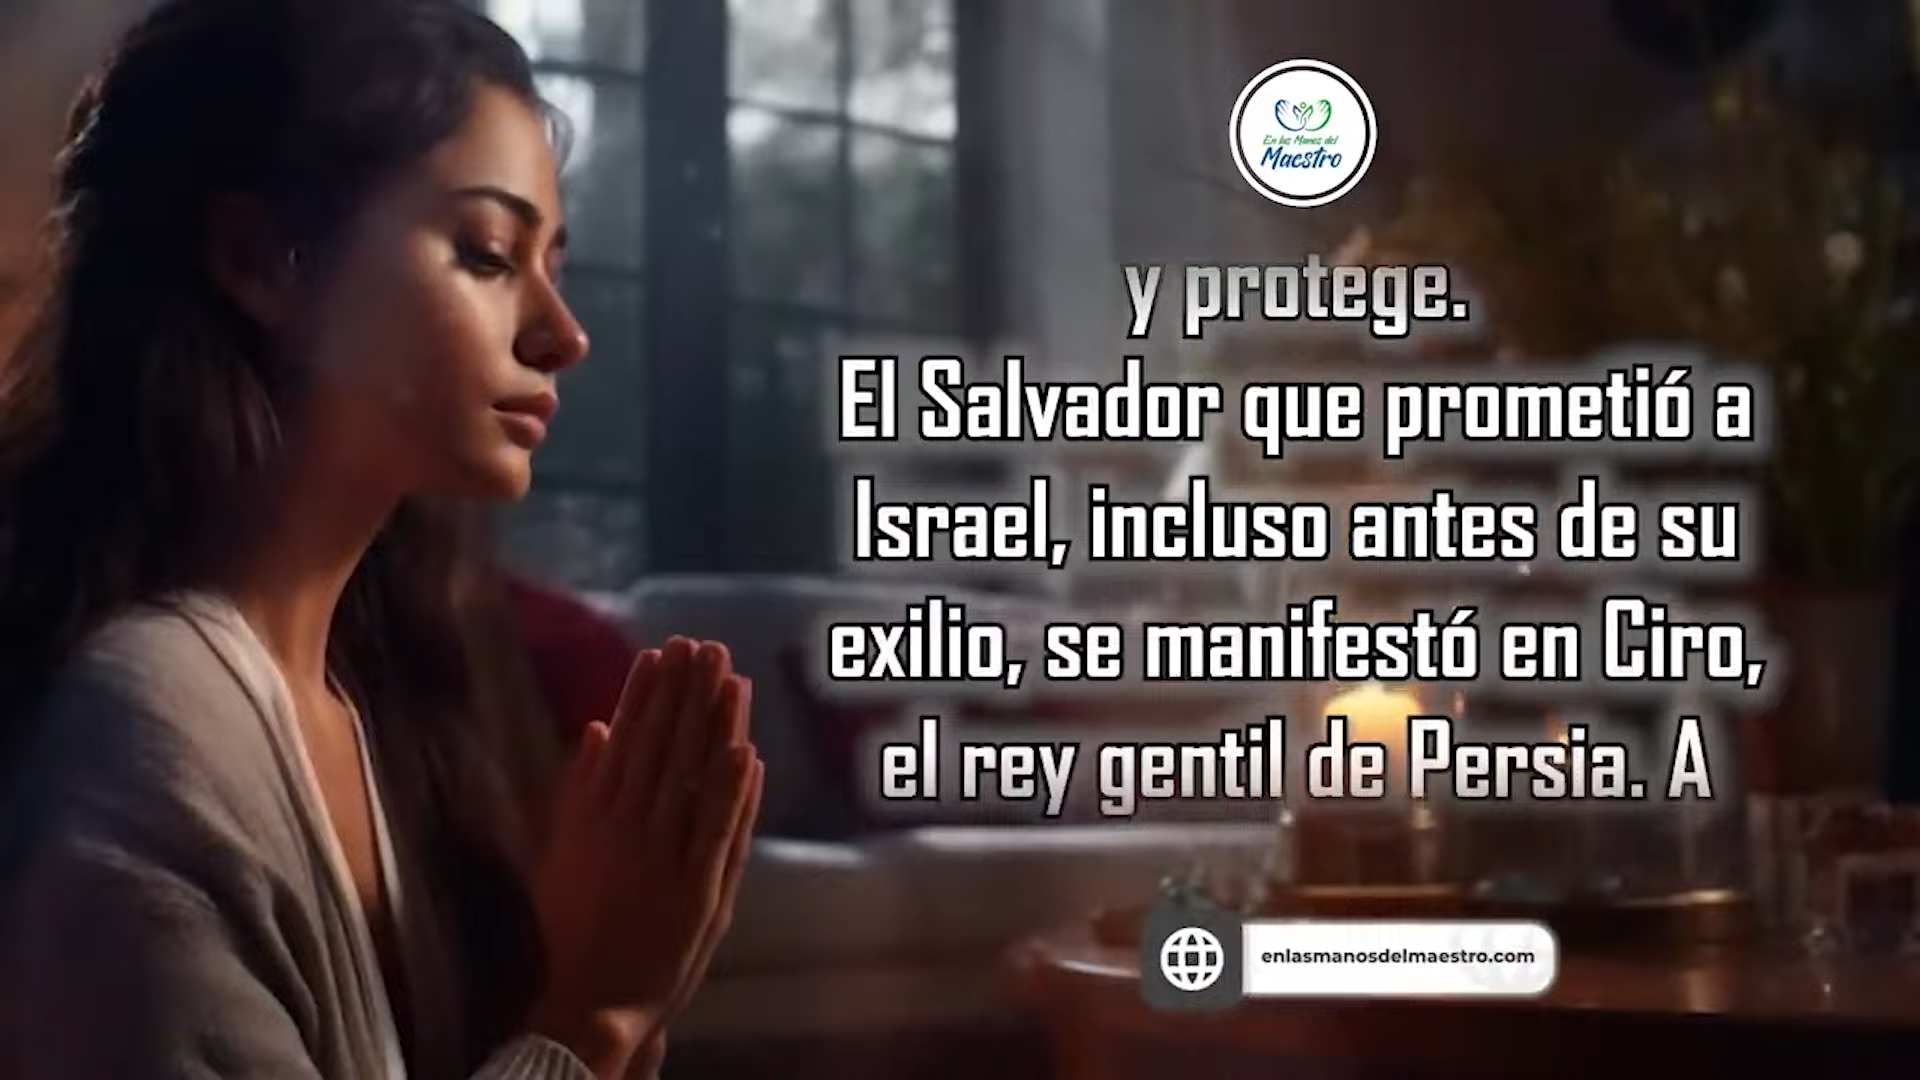 En las Manos del
Maestro
y protege.
El Salvador que prometió a
Israel, incluso antes de su
exilio, se manifestó en Ciro,
el rey gentil de Persia. A
enlasmanosdelmaestro.com